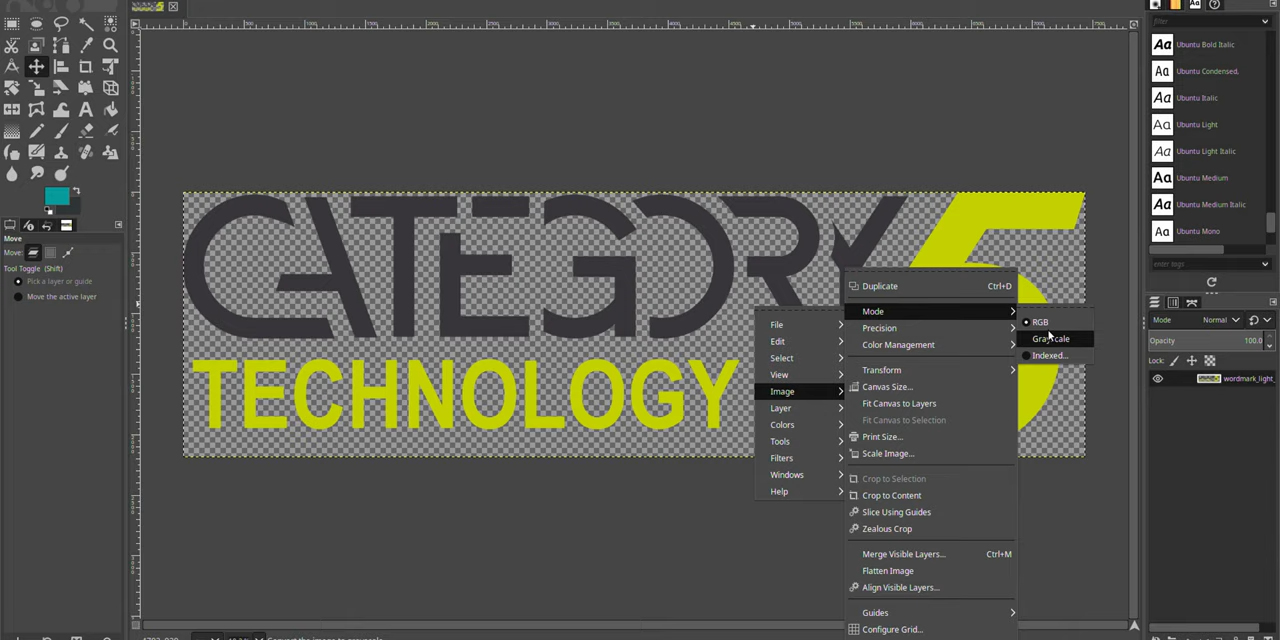 filter
Ubuntu Bold Italic
Ubuntu Condensed,
Ubuntu Italic
Ubuntu Light
Ubuntu Light Italic
Ubuntu Medium
Ubuntu Medium Italic
Ubuntu Mono
enter tags
Mode Normal
Opacity 100.0
Lock:
wordmark_light_
Move
Move:
Tool Toggle (Shift)
Pick a layer or guide
Move the active layer
CATEGORY 5
TECHNOLOGY
File
Edit
Select
View
Image
Layer
Colors
Tools
Filters
Windows
Help
Duplicate Ctrl+D
Mode
Precision
Color Management
Transform
Canvas Size...
Fit Canvas to Layers
Fit Canvas to Selection
Print Size...
Scale Image...
Crop to Selection
Crop to Content
Slice Using Guides
Zealous Crop
Merge Visible Layers... Ctrl+M
Flatten Image
Align Visible Layers...
Guides
Configure Grid...
RGB
Grayscale
Indexed...